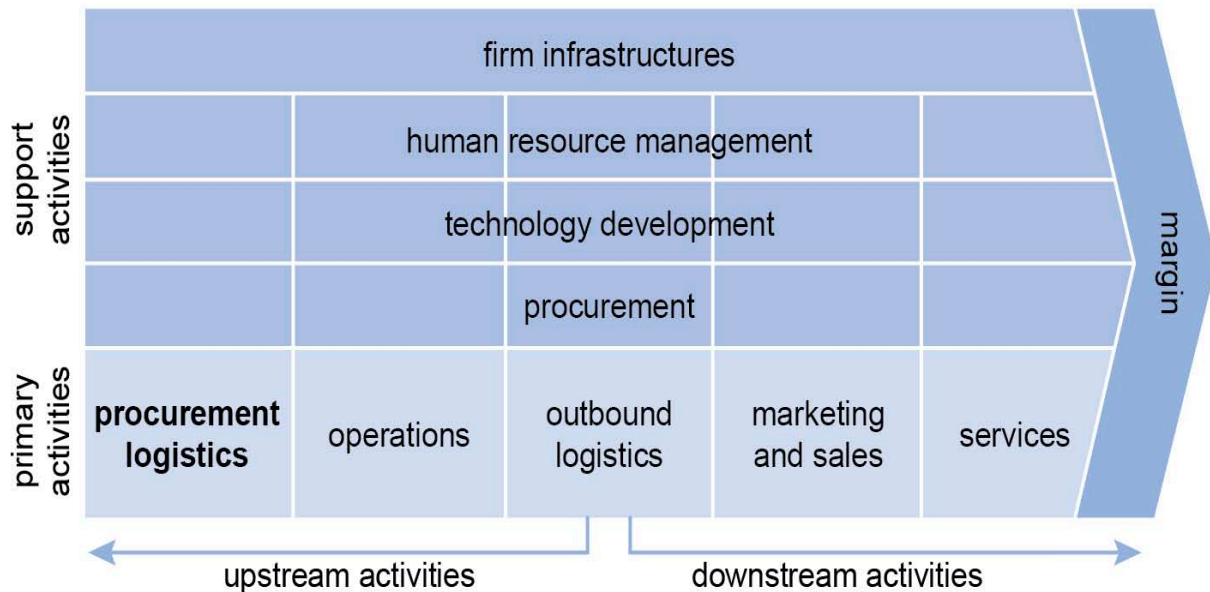 firm infrastructures
support
activities
human resource management
technology development
procurement
margin
primary
activities
procurement
logistics
operations
outbound
logistics
marketing
and sales
services
upstream activities
downstream activities